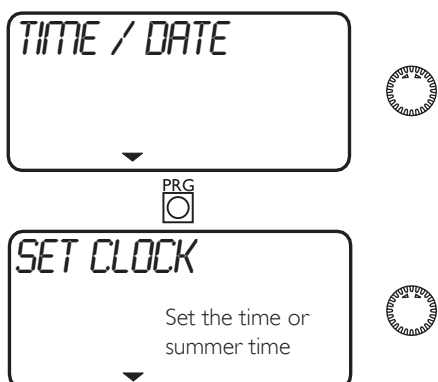 TIME / DATE
PRG
SET CLOCK
Set the time or
summer time